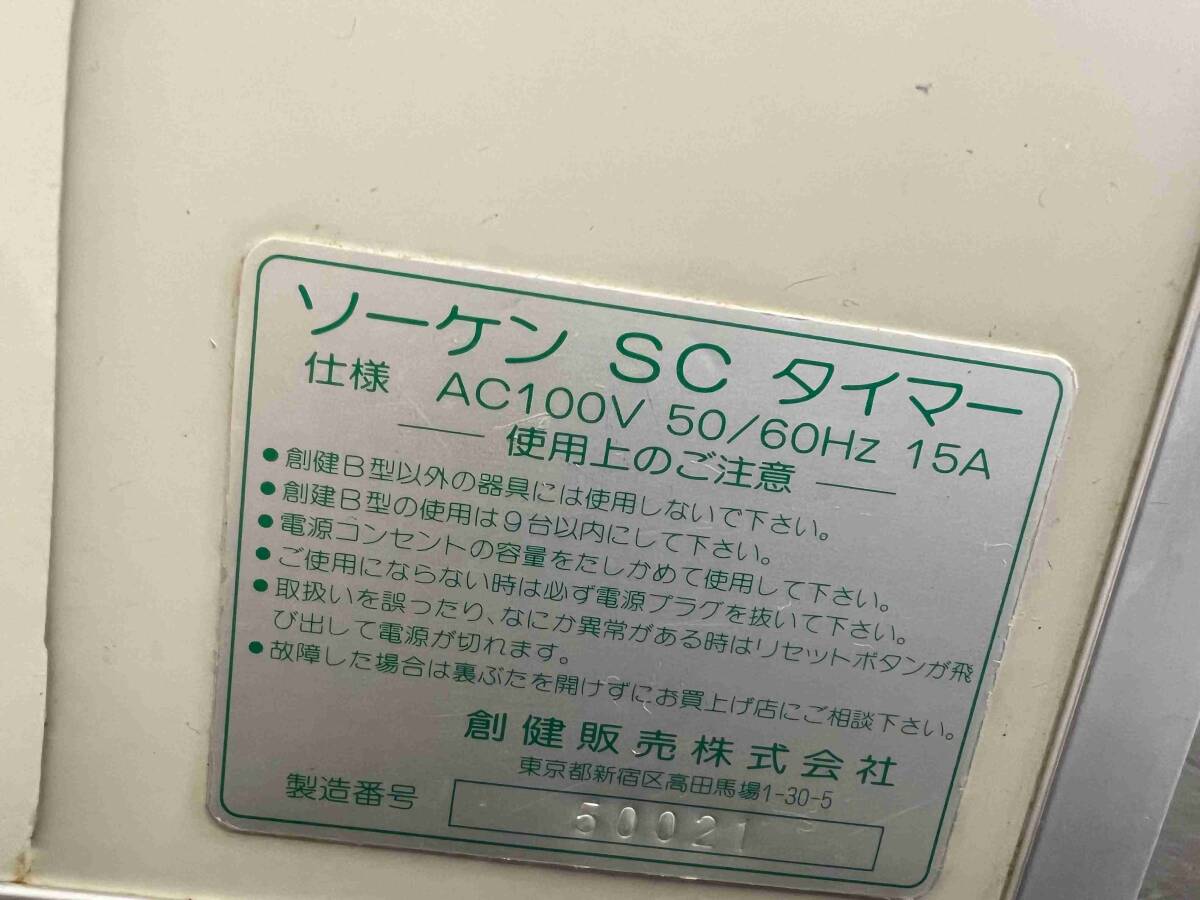 ソーケン SC タイマー
仕様 AC100V 50/60Hz 15A
使用上のご注意
●創健B型以外の器具には使用しないで下さい。
●創建B型の使用は9台以内にして下さい。
●電源コンセントの容量をたしかめて使用して下さい。
●ご使用にならない時は必ず電源プラグを抜いて下さい。
●取扱いを誤ったり、なにか異常がある時はリセットボタンが飛
び出して電源が切れます。
●故障した場合は裏ぶたを開けずにお買上げ店にご相談下さい。
創健販売株式会社
東京都新宿区高田馬場1-30-5
製造番号 50021